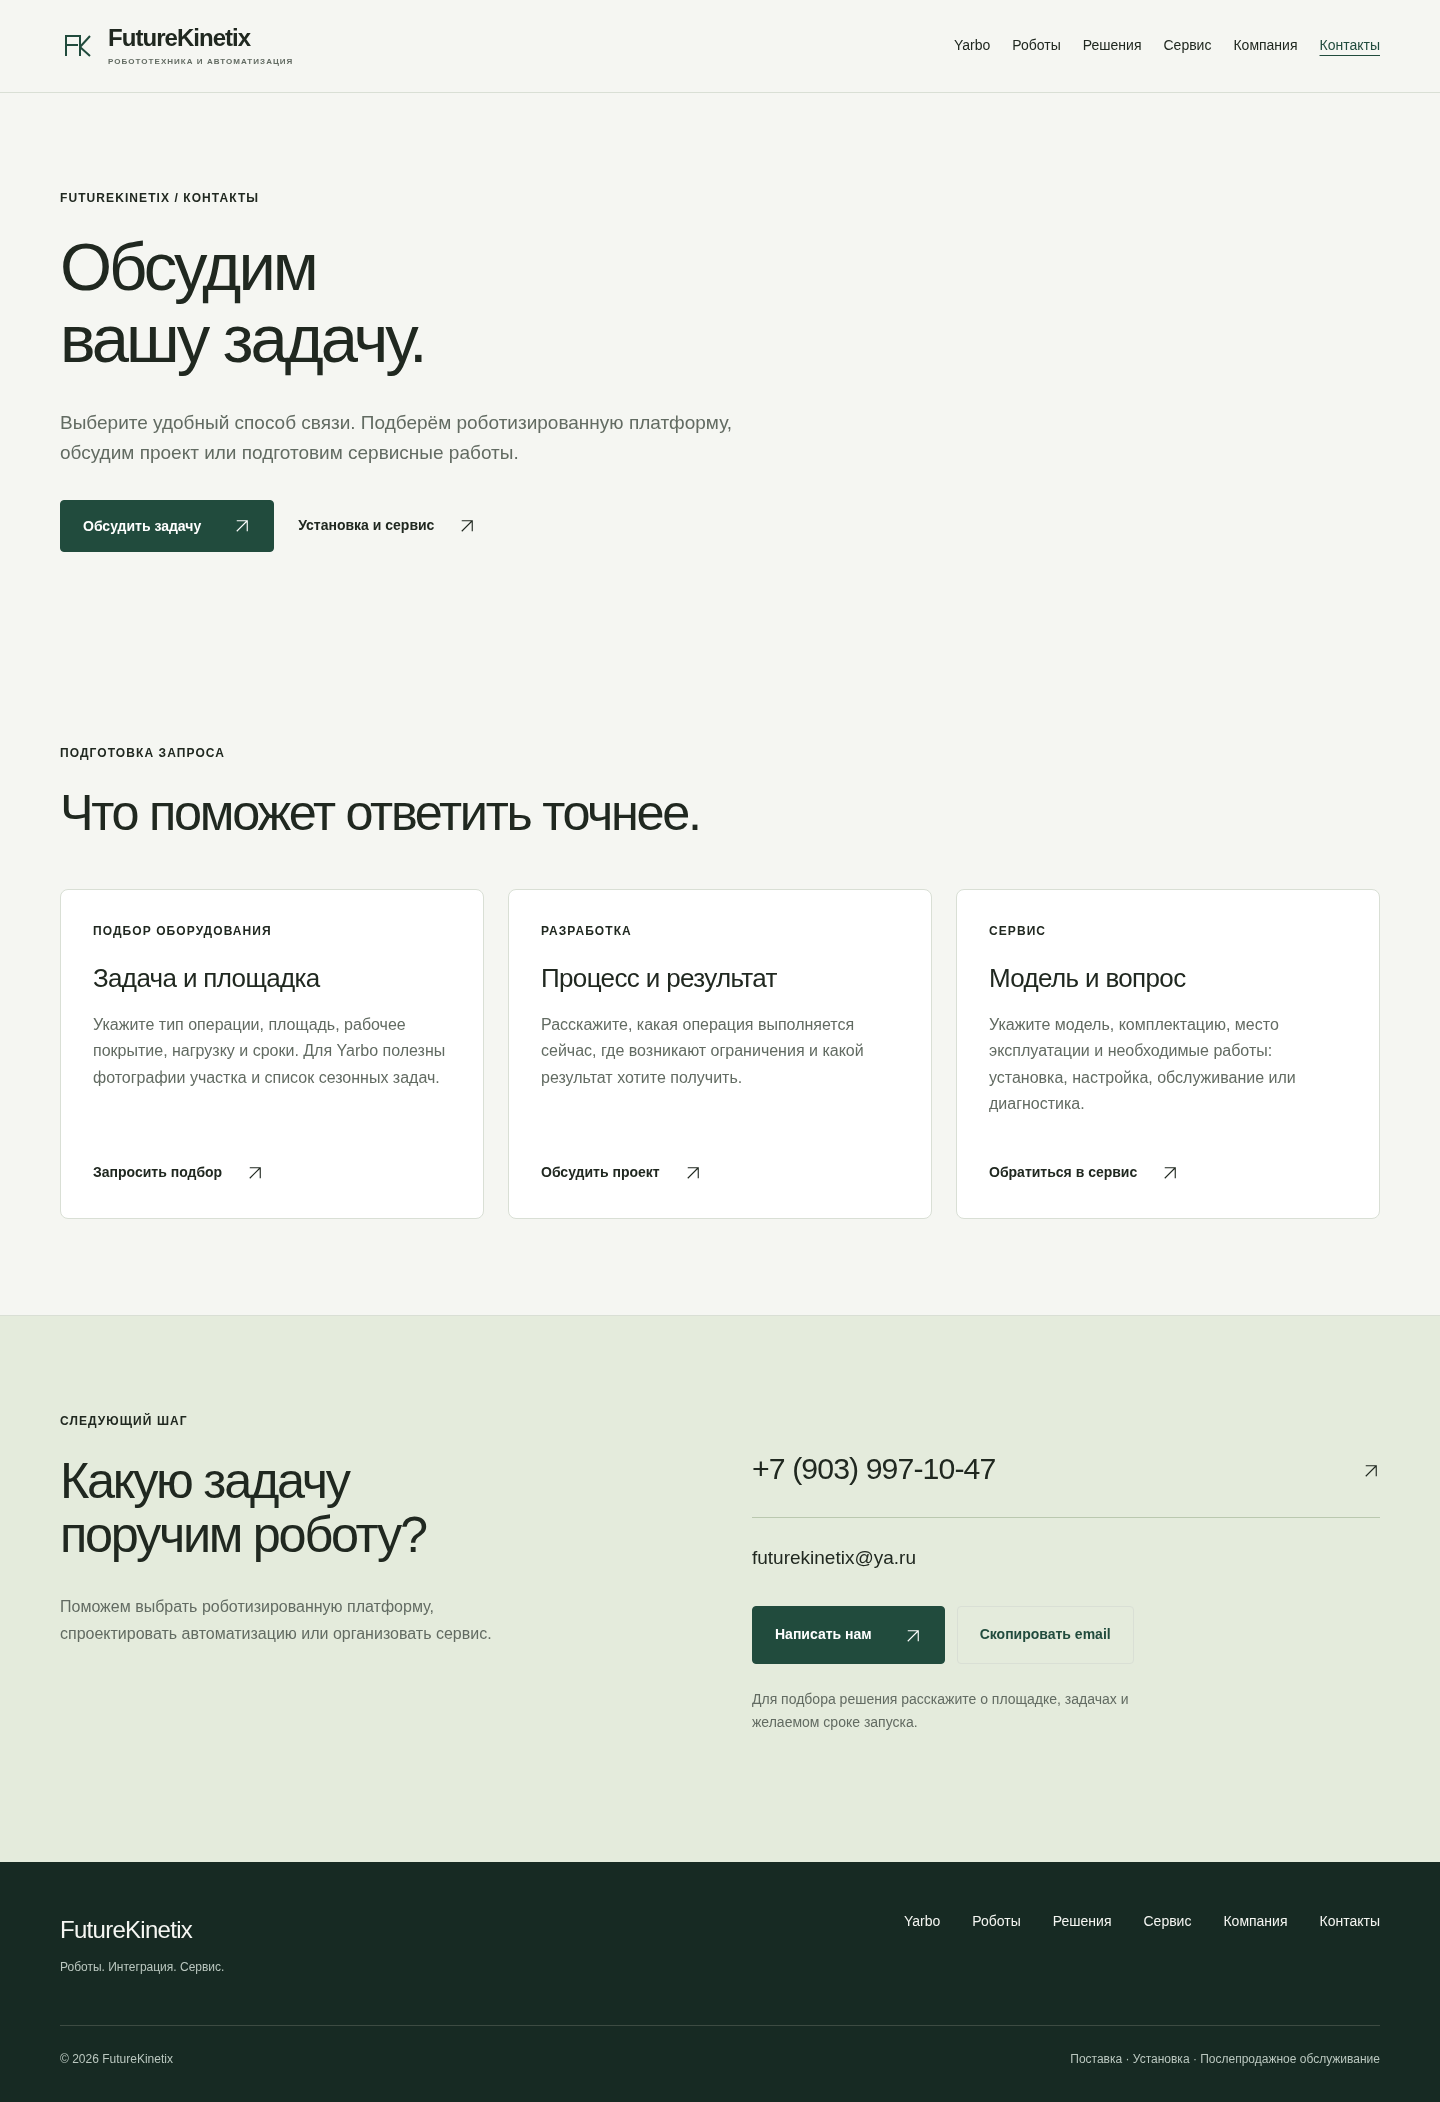 FK FutureKinetix
РОБОТОТЕХНИКА И АВТОМАТИЗАЦИЯ
Yarbo Роботы Решения Сервис Компания Контакты
FUTUREKINETIX / КОНТАКТЫ
Обсудим
вашу задачу.
Выберите удобный способ связи. Подберём роботизированную платформу,
обсудим проект или подготовим сервисные работы.
Обсудить задачу Установка и сервис
ПОДГОТОВКА ЗАПРОСА
Что поможет ответить точнее.
ПОДБОР ОБОРУДОВАНИЯ
Задача и площадка
Укажите тип операции, площадь, рабочее
покрытие, нагрузку и сроки. Для Yarbo полезны
фотографии участка и список сезонных задач.
Запросить подбор
РАЗРАБОТКА
Процесс и результат
Расскажите, какая операция выполняется
сейчас, где возникают ограничения и какой
результат хотите получить.
Обсудить проект
СЕРВИС
Модель и вопрос
Укажите модель, комплектацию, место
эксплуатации и необходимые работы:
установка, настройка, обслуживание или
диагностика.
Обратиться в сервис
СЛЕДУЮЩИЙ ШАГ
Какую задачу
поручим роботу?
Поможем выбрать роботизированную платформу,
спроектировать автоматизацию или организовать сервис.
+7 (903) 997-10-47
futurekinetix@ya.ru
Написать нам Скопировать email
Для подбора решения расскажите о площадке, задачах и
желаемом сроке запуска.
FutureKinetix
Роботы. Интеграция. Сервис.
Yarbo Роботы Решения Сервис Компания Контакты
© 2026 FutureKinetix
Поставка · Установка · Послепродажное обслуживание